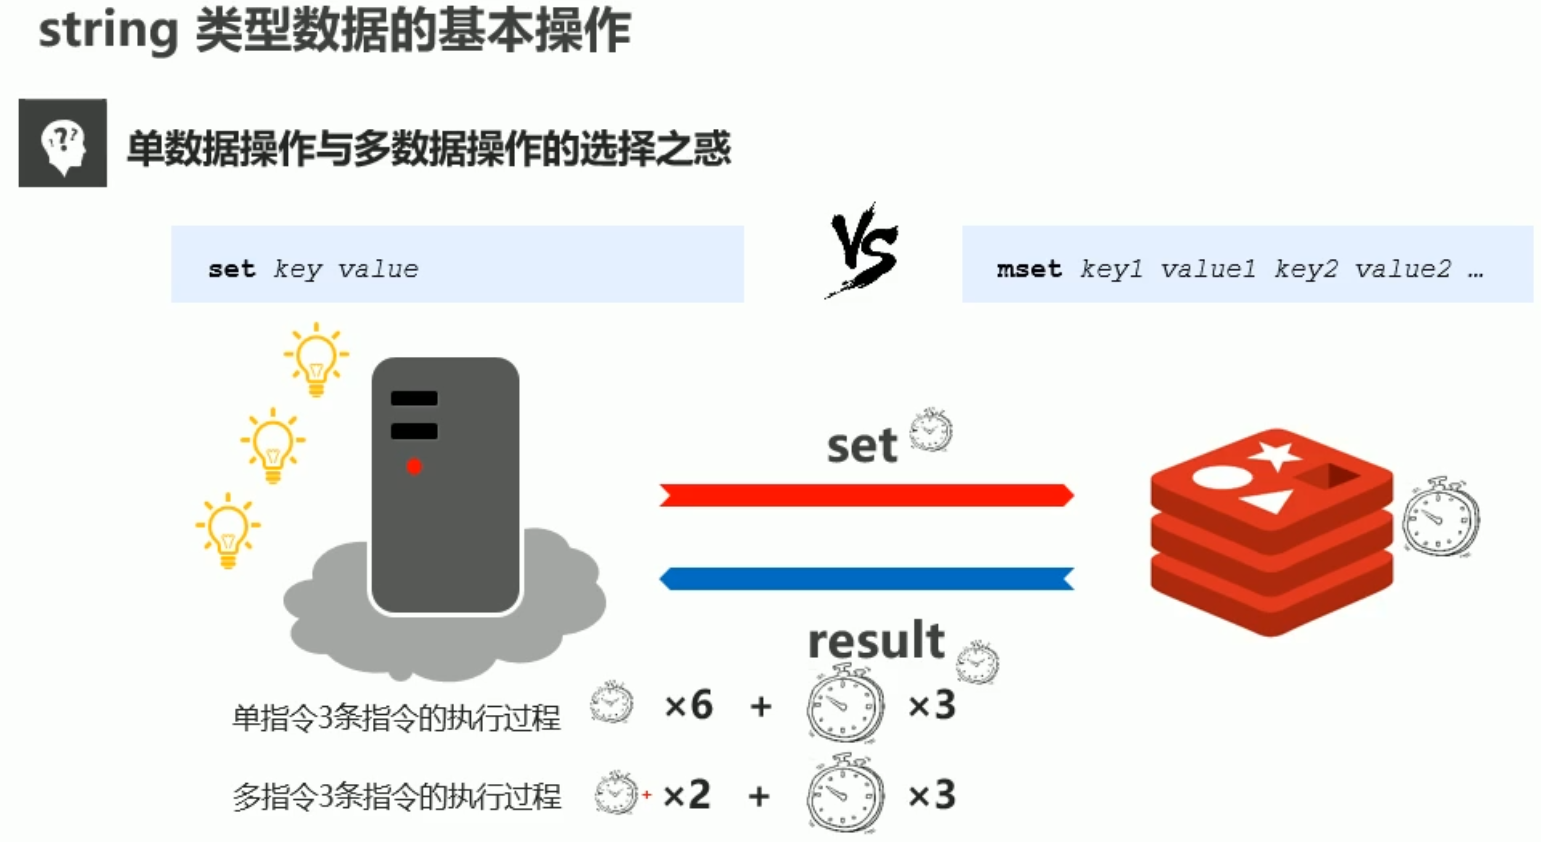 string 类型数据的基本操作
??
单数据操作与多数据操作的选择之惑
set key value
VS
mset key1 value1 key2 value2 …
set
result
单指令3条指令的执行过程 ×6 + ×3
多指令3条指令的执行过程 + ×2 + ×3